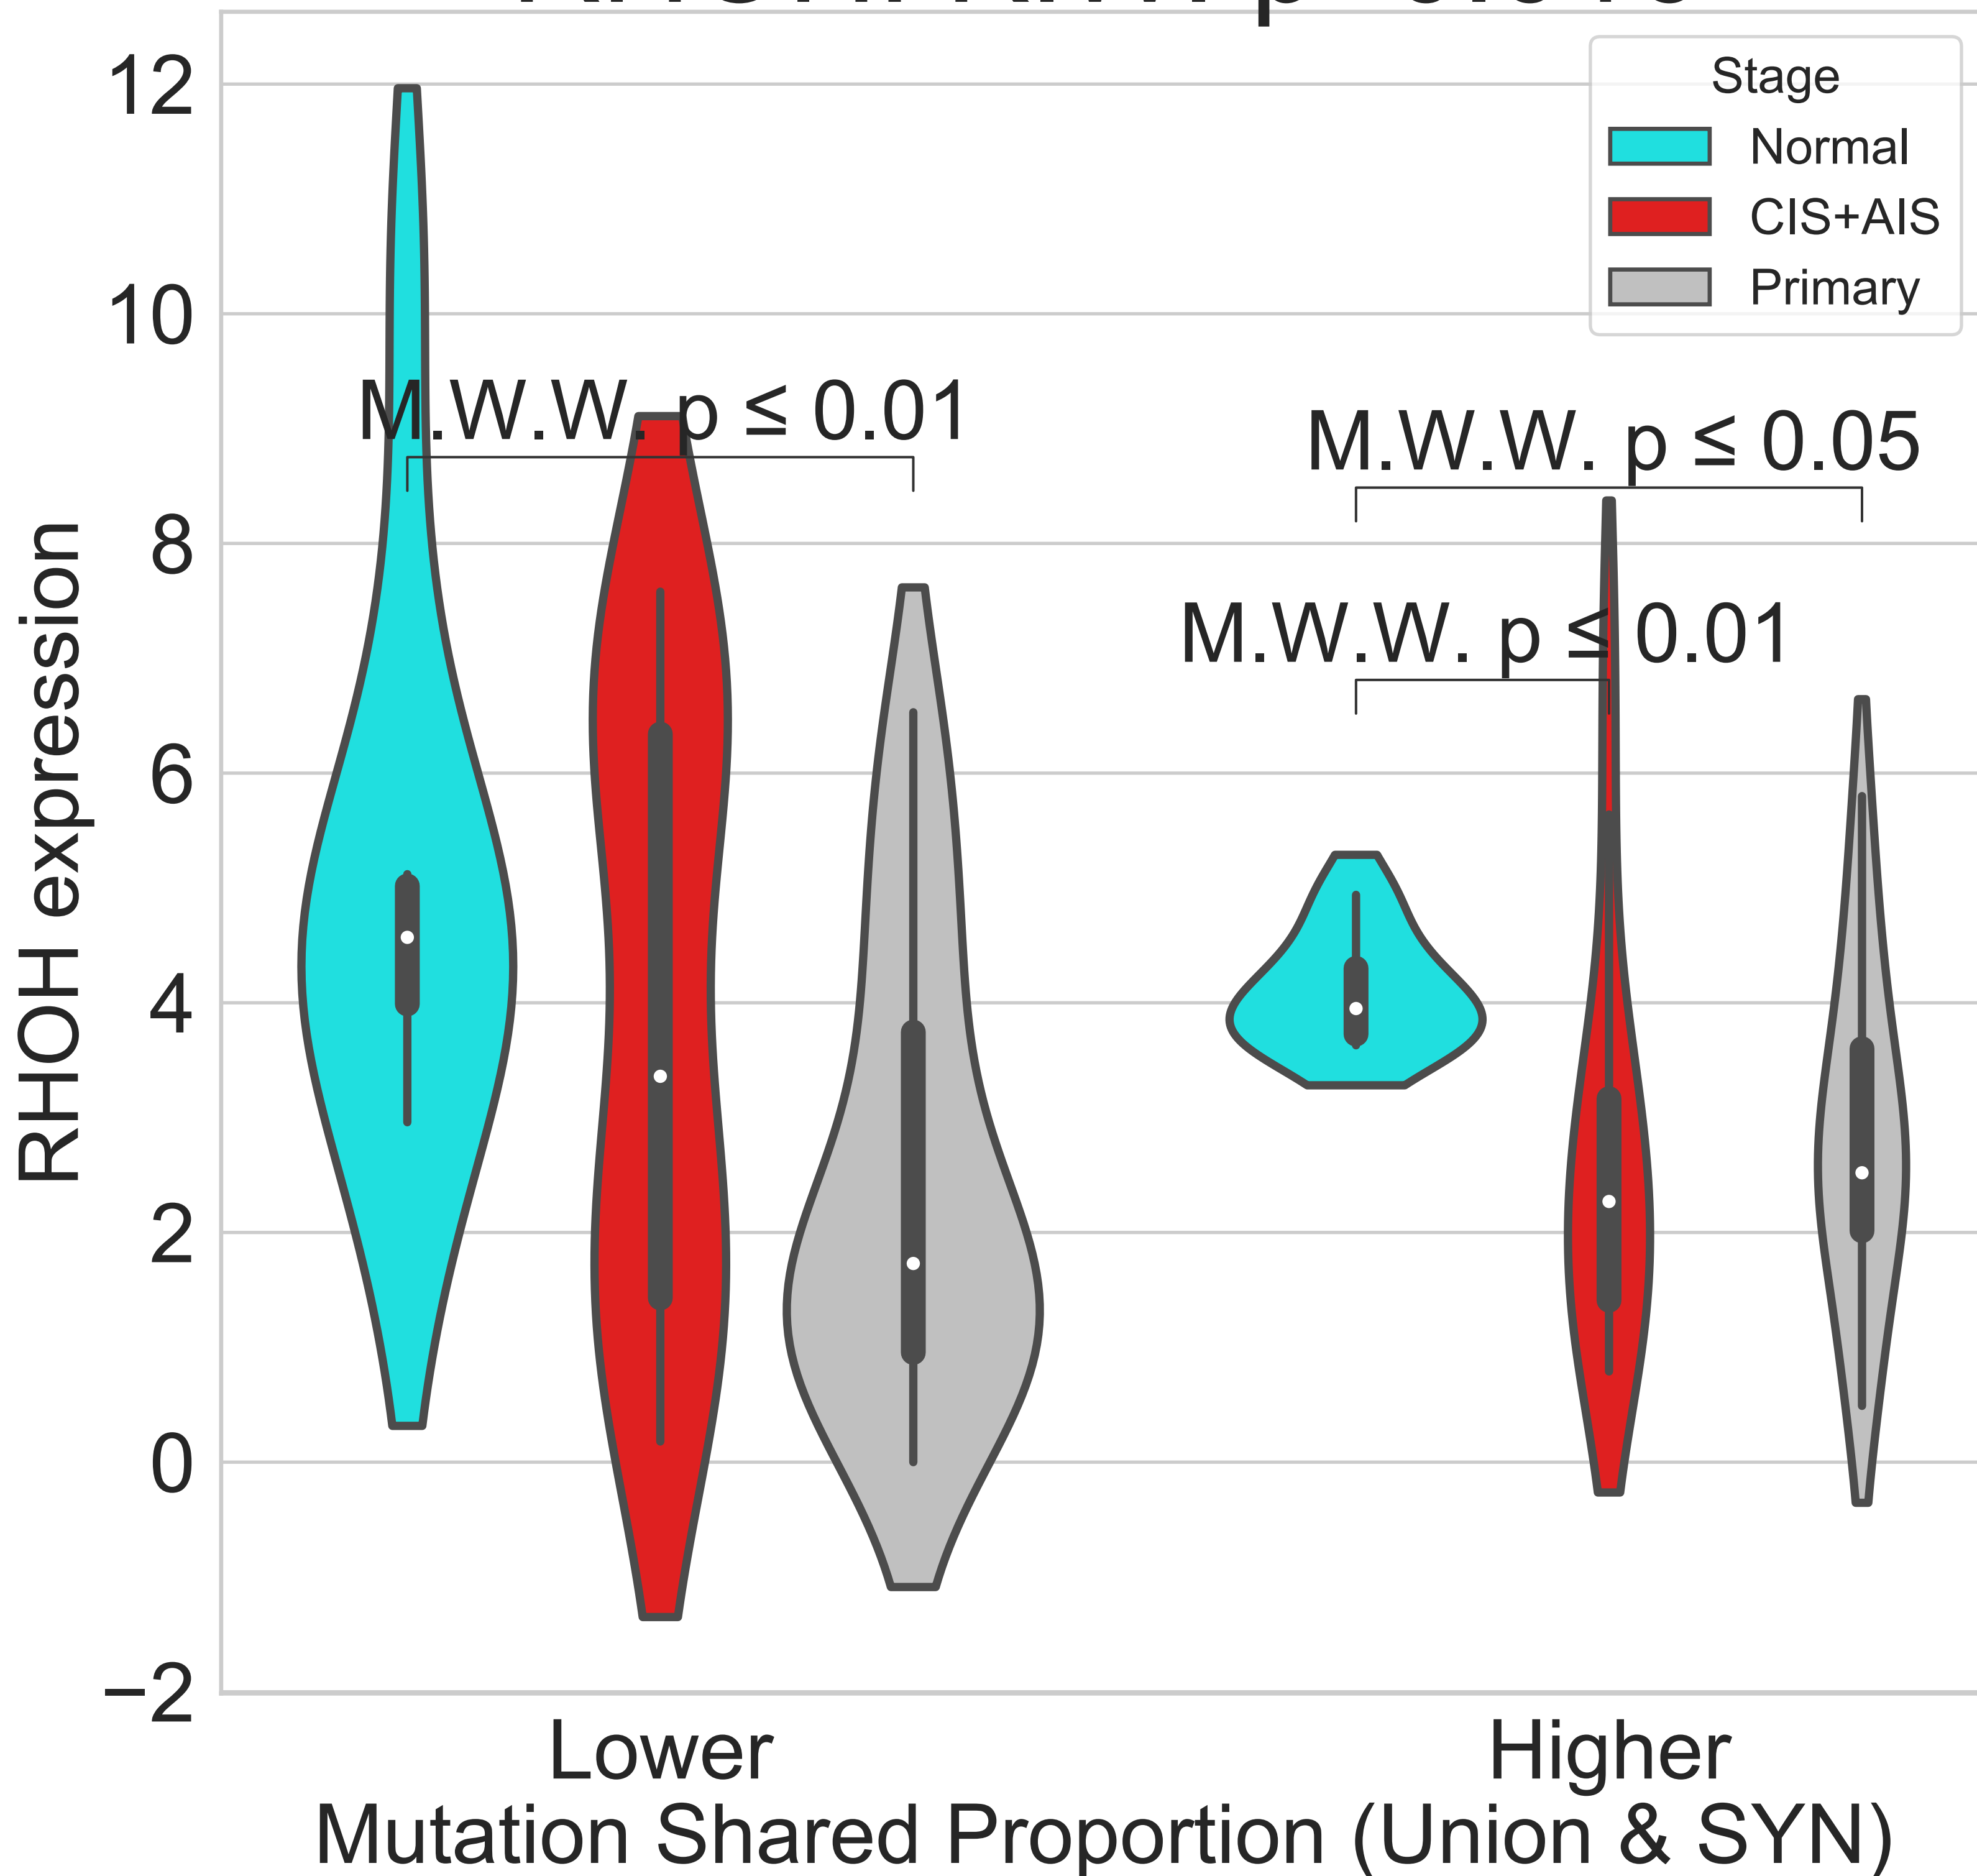 12
10
8
6
4
2
0
−2
RHOH expression
Stage
Normal
CIS+AIS
Primary
M.W.W. p ≤ 0.01
M.W.W. p ≤ 0.05
M.W.W. p ≤ 0.01
Lower
Higher
Mutation Shared Proportion (Union & SYN)